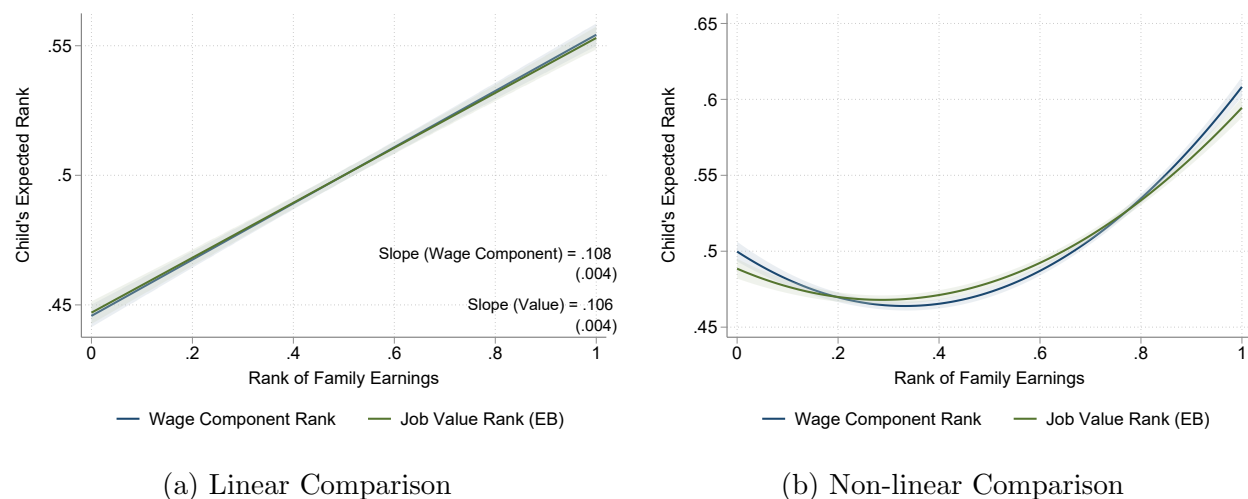 Child's Expected Rank
.55
.5
.45
Slope (Wage Component) = .108
(.004)
Slope (Value) = .106
(.004)
0 .2 .4 .6 .8 1
Rank of Family Earnings
Wage Component Rank Job Value Rank (EB)
(a) Linear Comparison
Child's Expected Rank
.65
.6
.55
.5
.45
0 .2 .4 .6 .8 1
Rank of Family Earnings
Wage Component Rank Job Value Rank (EB)
(b) Non-linear Comparison